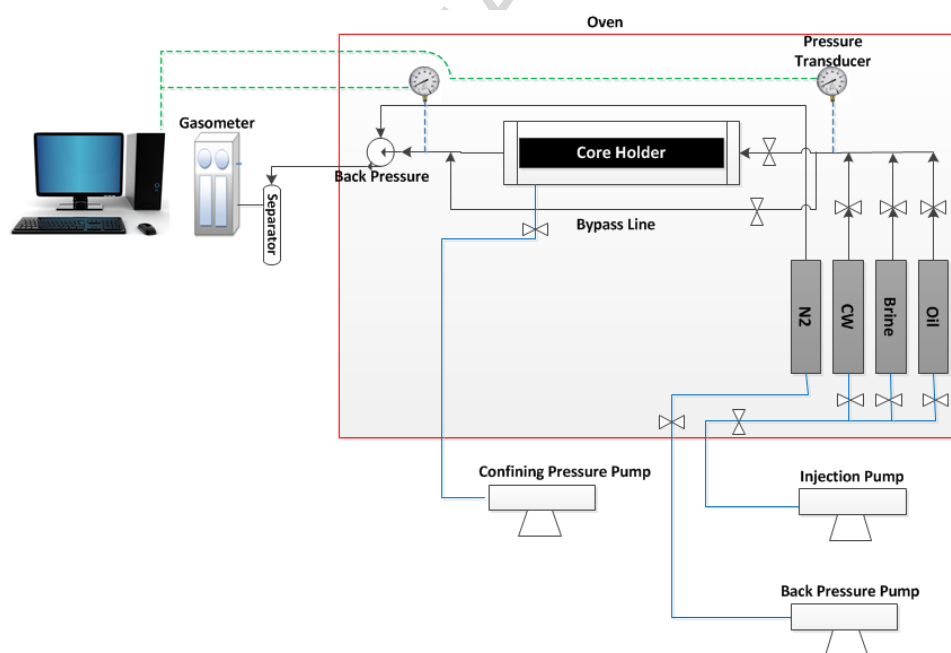 Oven
Pressure
Transducer
Gasometer
Back Pressure
Core Holder
Separator
Bypass Line
N2
CW
Brine
Oil
Confining Pressure Pump
Injection Pump
Back Pressure Pump